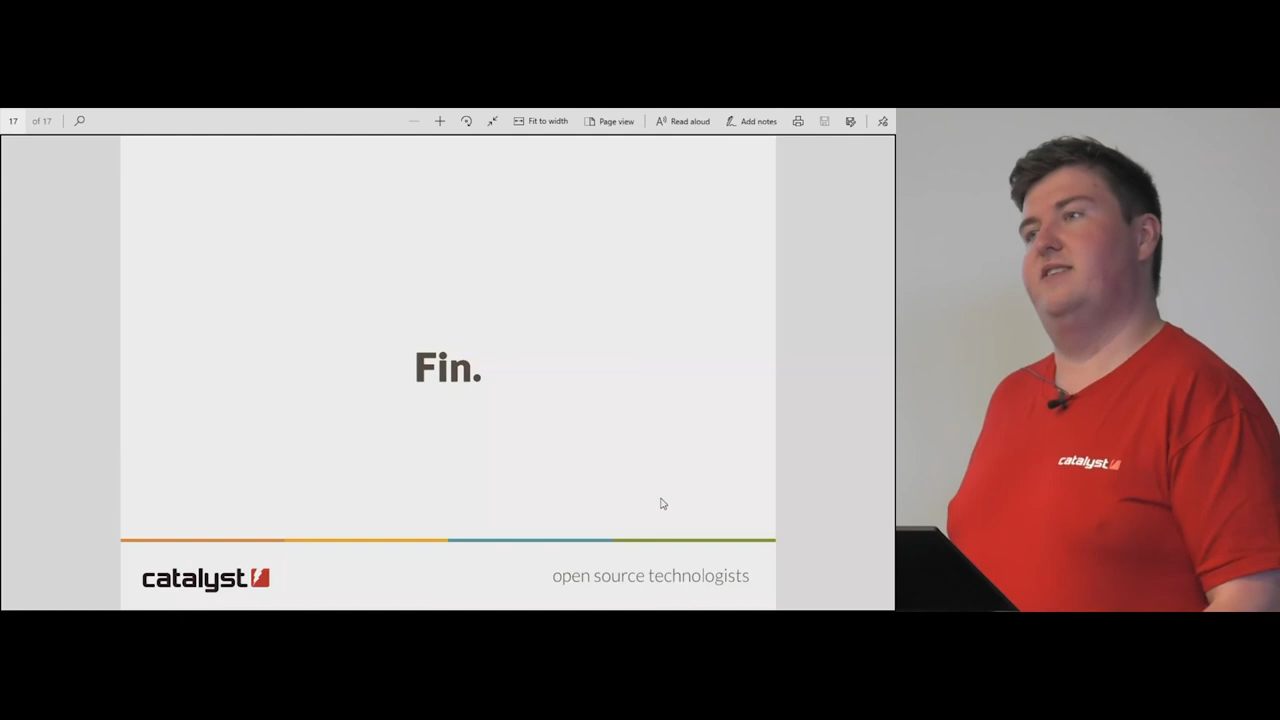 17 of 17 Fit to width Page view Read aloud Add notes
Fin.
catalyst
open source technologists
catalyst